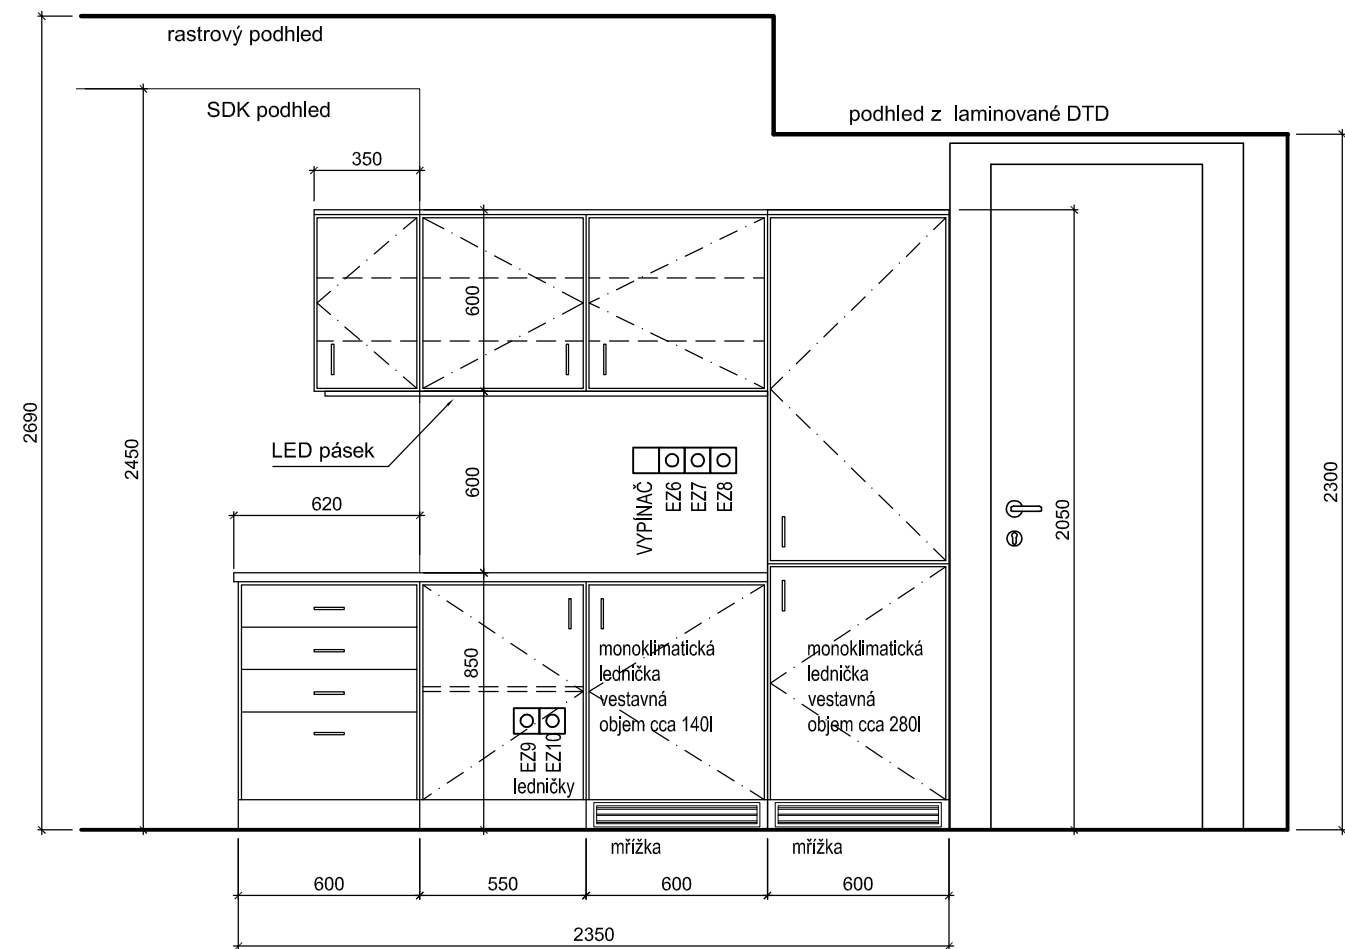 rastrový podhled
SDK podhled
podhled z laminované DTD
350
600
2690
2450
LED pásek
600
620
VYPÍNAČ
EZ6
EZ7
EZ8
2050
2300
850
monoklimatická
lednička
vestavná
objem cca 140l
monoklimatická
lednička
vestavná
objem cca 280l
EZ9
EZ10
ledničky
mřížka
mřížka
600
550
600
600
2350